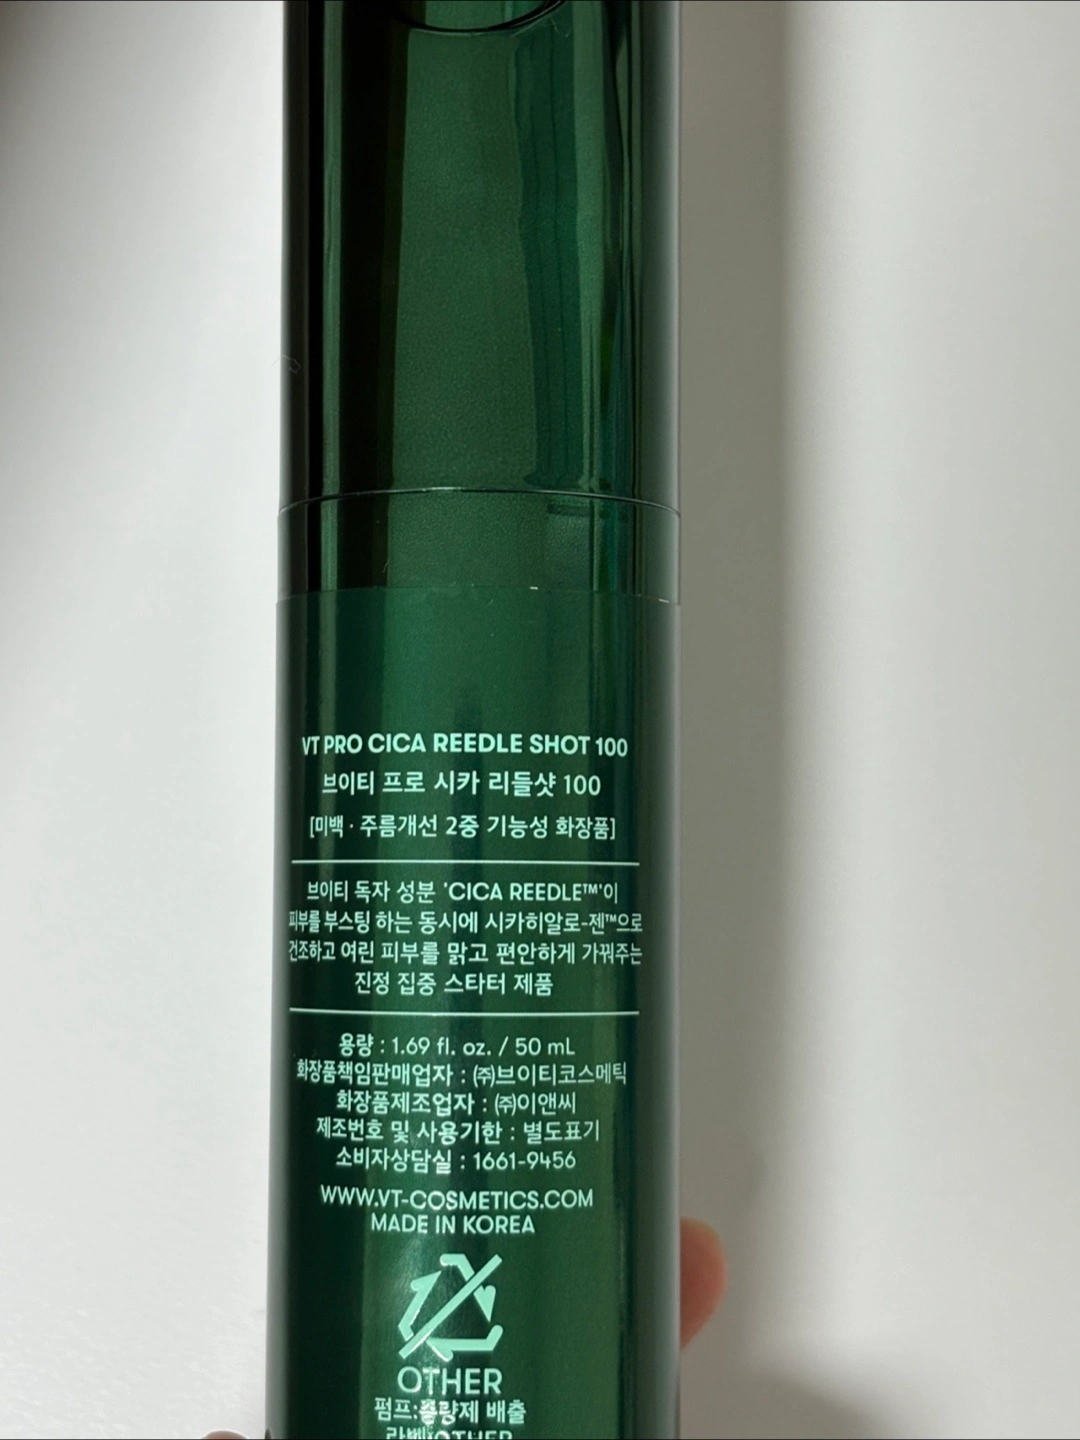 VT PRO CICA REEDLE SHOT 100
브이티 프로 시카 리들샷 100
[미백 · 주름개선 2중 기능성 화장품]
브이티 독자 성분 'CICA REEDLE™'이
피부를 부스팅 하는 동시에 시카히알로-젠™으로
건조하고 여린 피부를 맑고 편안하게 가꿔주는
진정 집중 스타터 제품
용량 : 1.69 fl. oz. / 50 mL
화장품책임판매업자 : ㈜브이티코스메틱
화장품제조업자 : ㈜이앤씨
제조번호 및 사용기한 : 별도표기
소비자상담실 : 1661-9456
WWW.VT-COSMETICS.COM
MADE IN KOREA
OTHER
펌프:종량제 배출
라벨:OTHER